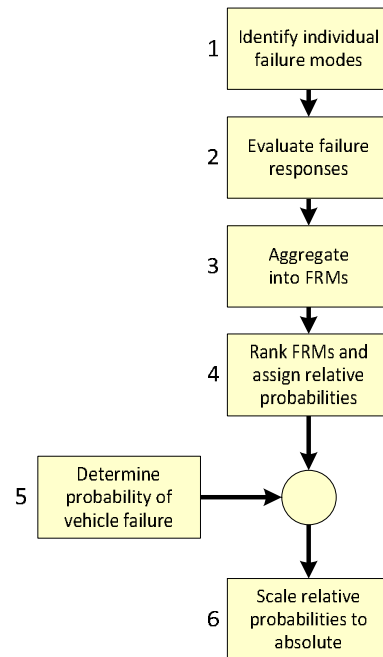 1
Identify individual
failure modes
2
Evaluate failure
responses
3
Aggregate
into FRMs
4
Rank FRMs and
assign relative
probabilities
5
Determine
probability of
vehicle failure
6
Scale relative
probabilities to
absolute